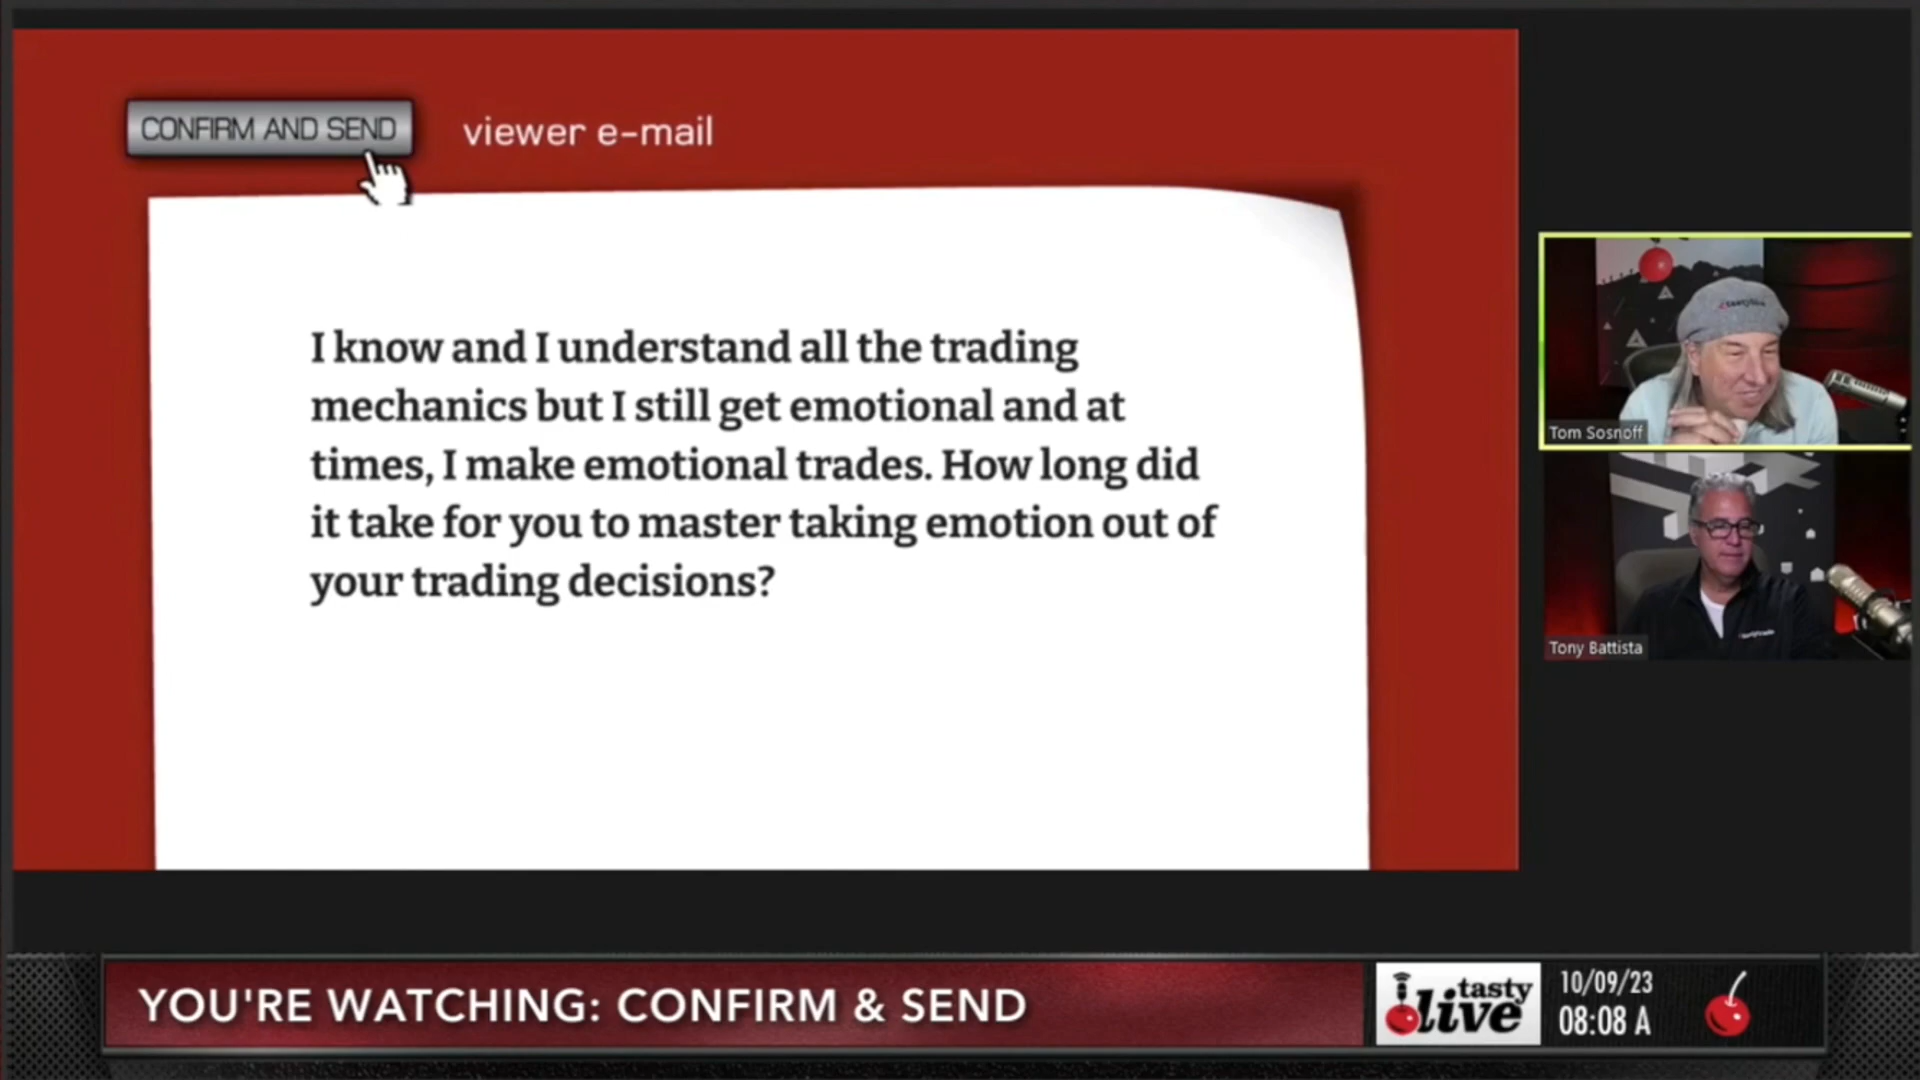 CONFIRM AND SEND
viewer e-mail
I know and I understand all the trading
mechanics but I still get emotional and at
times, I make emotional trades. How long did
it take for you to master taking emotion out of
your trading decisions?
tastylive
Tom Sosnoff
tastytrade
Tony Battista
YOU'RE WATCHING: CONFIRM & SEND
tasty
live
10/09/23
08:08 A